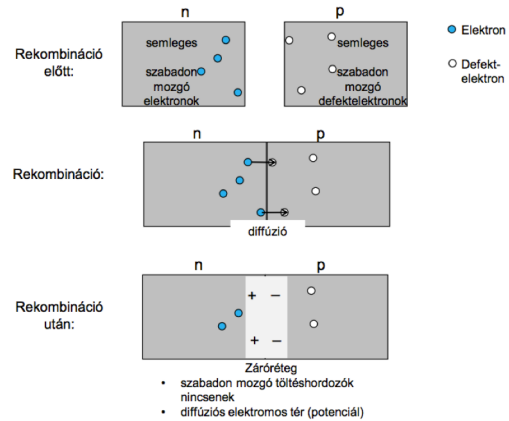 n
p
Rekombináció
előtt:
semleges
szabadon
mozgó
elektronok
semleges
szabadon
mozgó
defektelektronok
Elektron
Defekt-
elektron
n
p
Rekombináció:
diffúzió
n
p
Rekombináció
után:
+ −
+ −
Záróréteg
• szabadon mozgó töltéshordozók
nincsenek
• diffúziós elektromos tér (potenciál)